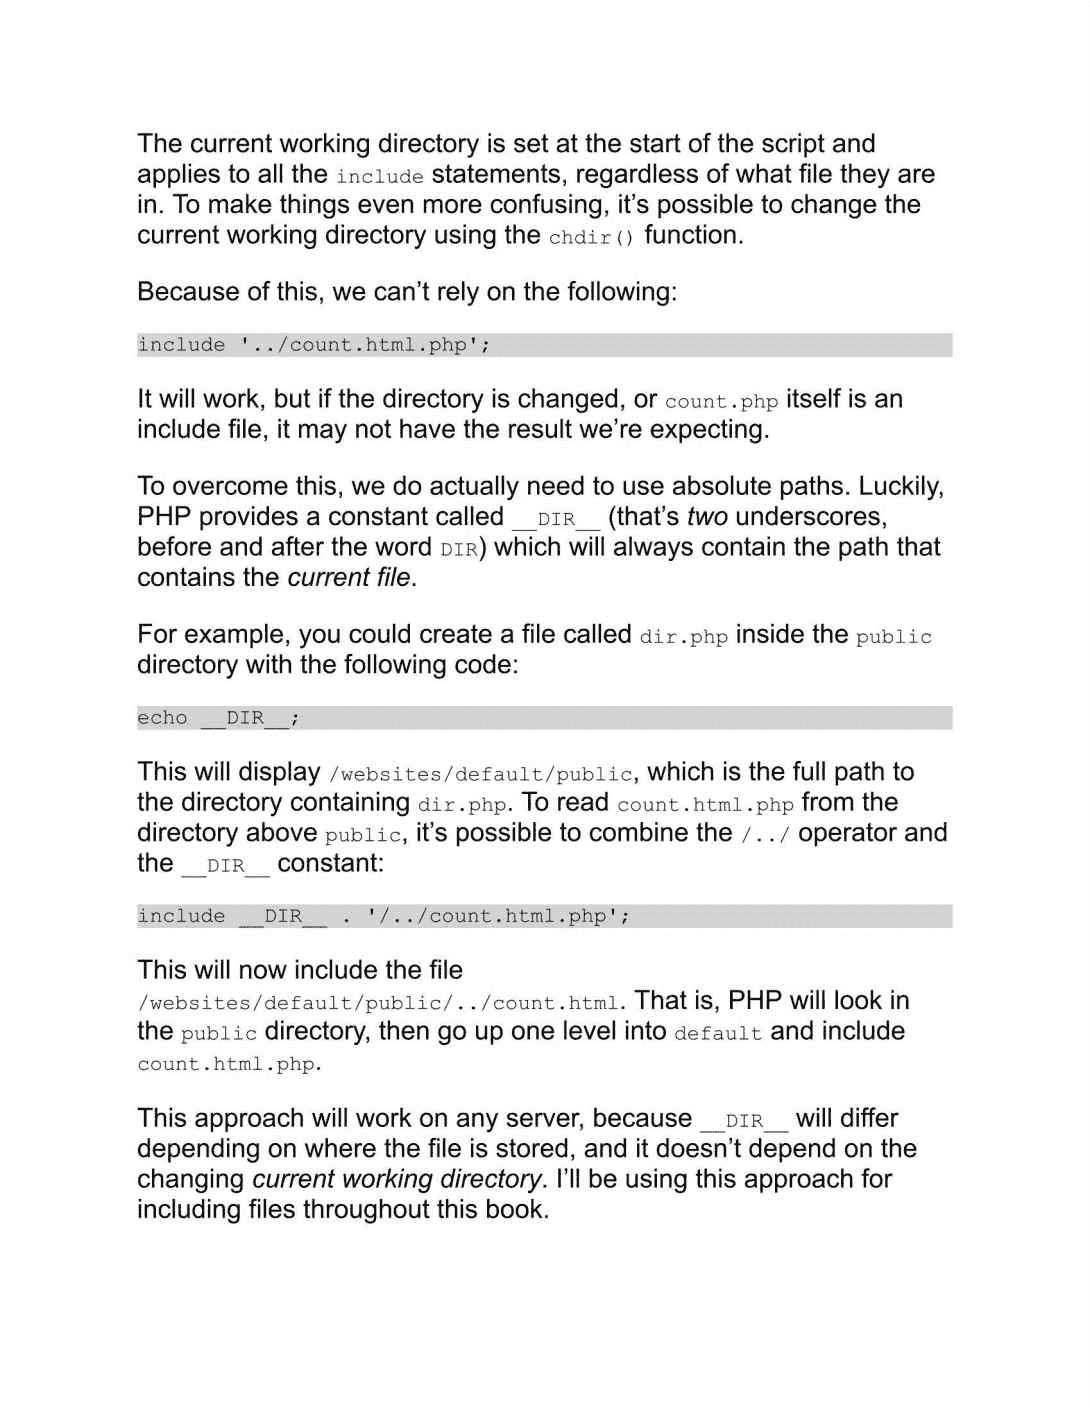 The current working directory is set at the start of the script and
applies to all the include statements, regardless of what file they are
in. To make things even more confusing, it’s possible to change the
current working directory using the chdir() function.
Because of this, we can’t rely on the following:
include '../count.html.php';
It will work, but if the directory is changed, or count.php itself is an
include file, it may not have the result we’re expecting.
To overcome this, we do actually need to use absolute paths. Luckily,
PHP provides a constant called __DIR__ (that’s two underscores,
before and after the word DIR) which will always contain the path that
contains the current file.
For example, you could create a file called dir.php inside the public
directory with the following code:
echo __DIR__;
This will display /websites/default/public, which is the full path to
the directory containing dir.php. To read count.html.php from the
directory above public, it’s possible to combine the /../ operator and
the __DIR__ constant:
include __DIR__ . '/../count.html.php';
This will now include the file
/websites/default/public/../count.html. That is, PHP will look in
the public directory, then go up one level into default and include
count.html.php.
This approach will work on any server, because __DIR__ will differ
depending on where the file is stored, and it doesn’t depend on the
changing current working directory. I’ll be using this approach for
including files throughout this book.